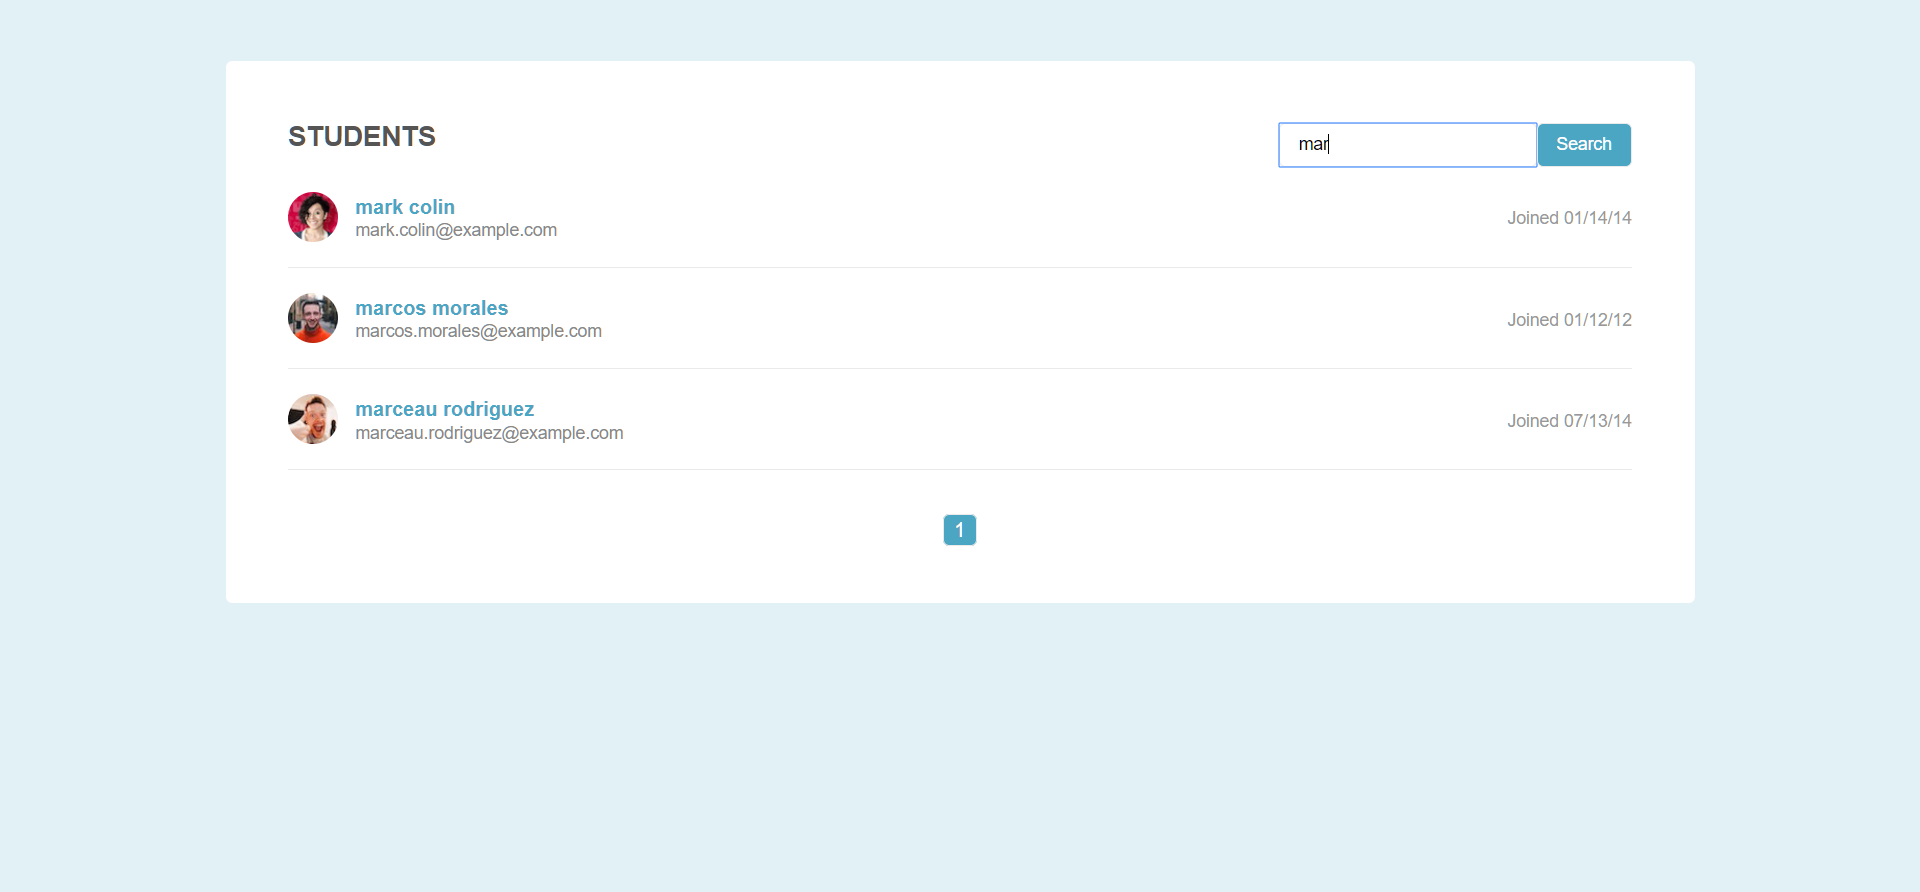 STUDENTS
mar
Search
mark colin
mark.colin@example.com
Joined 01/14/14
marcos morales
marcos.morales@example.com
Joined 01/12/12
marceau rodriguez
marceau.rodriguez@example.com
Joined 07/13/14
1